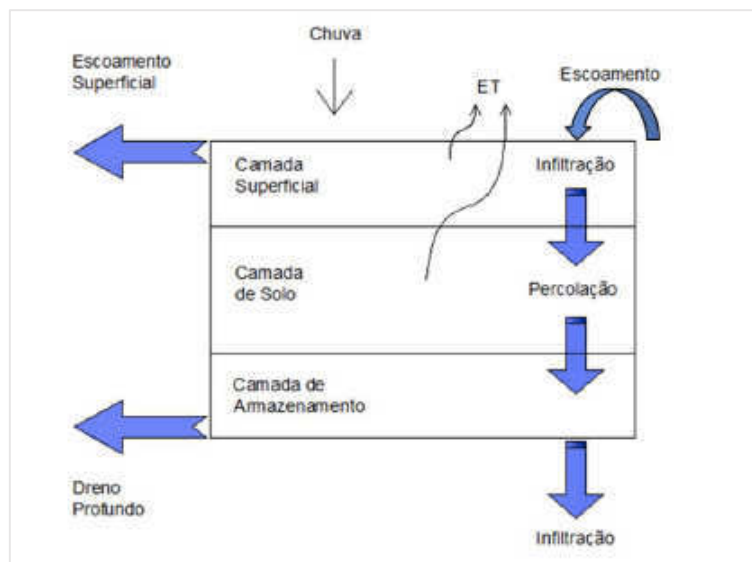 Chuva
Escoamento
Superficial
ET
Escoamento
Camada
Superficial
Infiltração
Camada
de Solo
Percolação
Camada de
Armazenamento
Dreno
Profundo
Infiltração